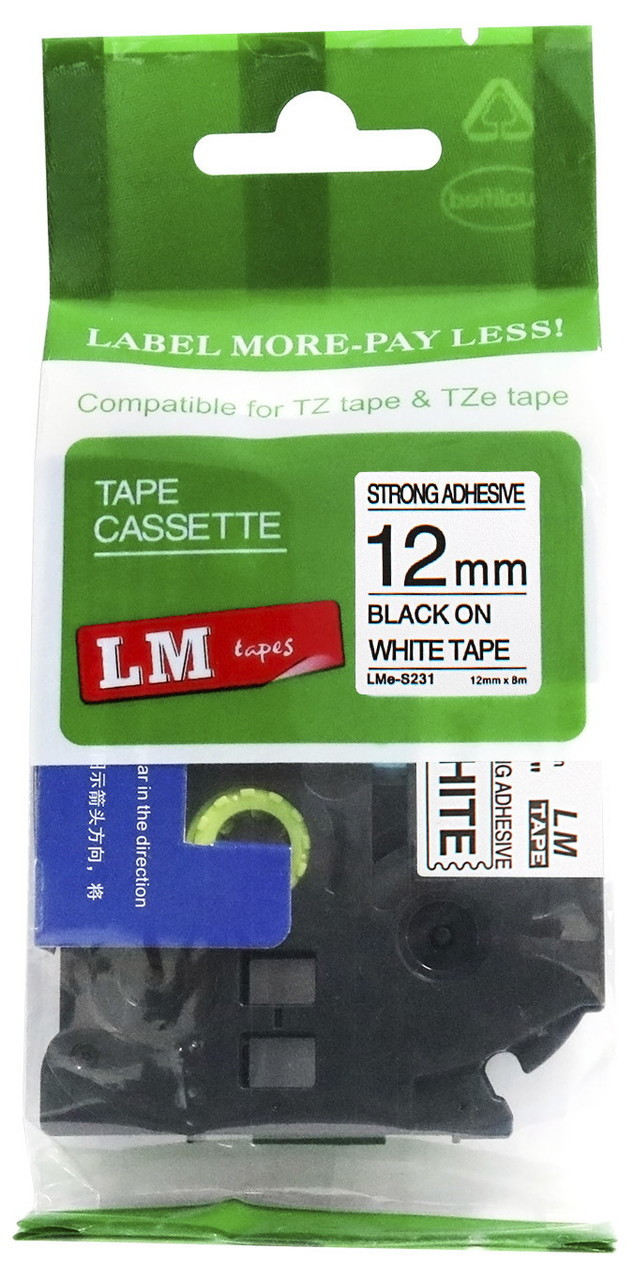 LABEL MORE-PAY LESS!
Compatible for TZ tape & TZe tape
TAPE
CASSETTE
LM tapes
STRONG ADHESIVE
12mm
BLACK ON
WHITE TAPE
LMe-S231 12mm x 8m
ar in the direction
示箭头方向，将
HITE
G ADHESIVE
TAPE
LM